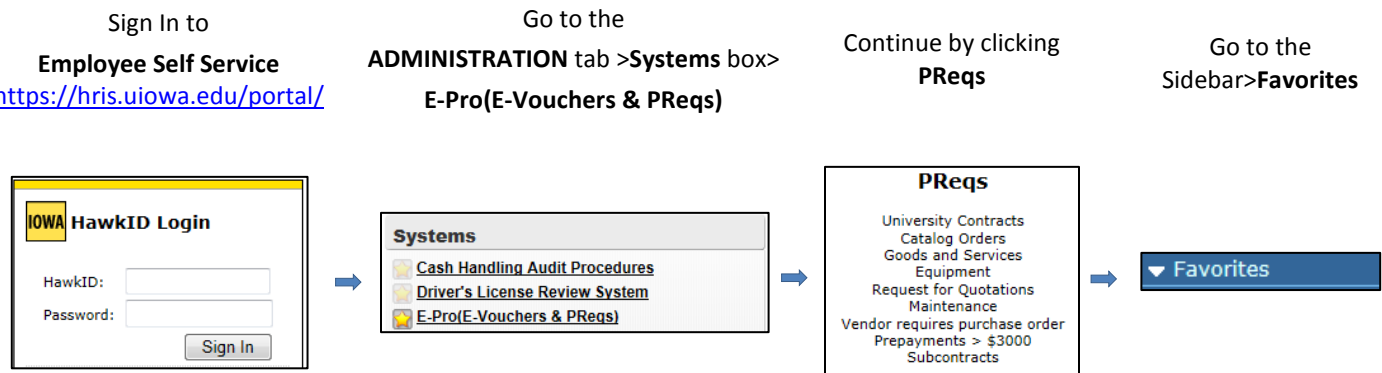 Sign In to
Employee Self Service
https://hris.uiowa.edu/portal/
Go to the
ADMINISTRATION tab >Systems box>
E-Pro(E-Vouchers & PReqs)
Continue by clicking
PReqs
Go to the
Sidebar>Favorites
IOWA HawkID Login
HawkID:
Password:
Sign In
Systems
Cash Handling Audit Procedures
Driver's License Review System
E-Pro(E-Vouchers & PReqs)
PReqs
University Contracts
Catalog Orders
Goods and Services
Equipment
Request for Quotations
Maintenance
Vendor requires purchase order
Prepayments > $3000
Subcontracts
Favorites